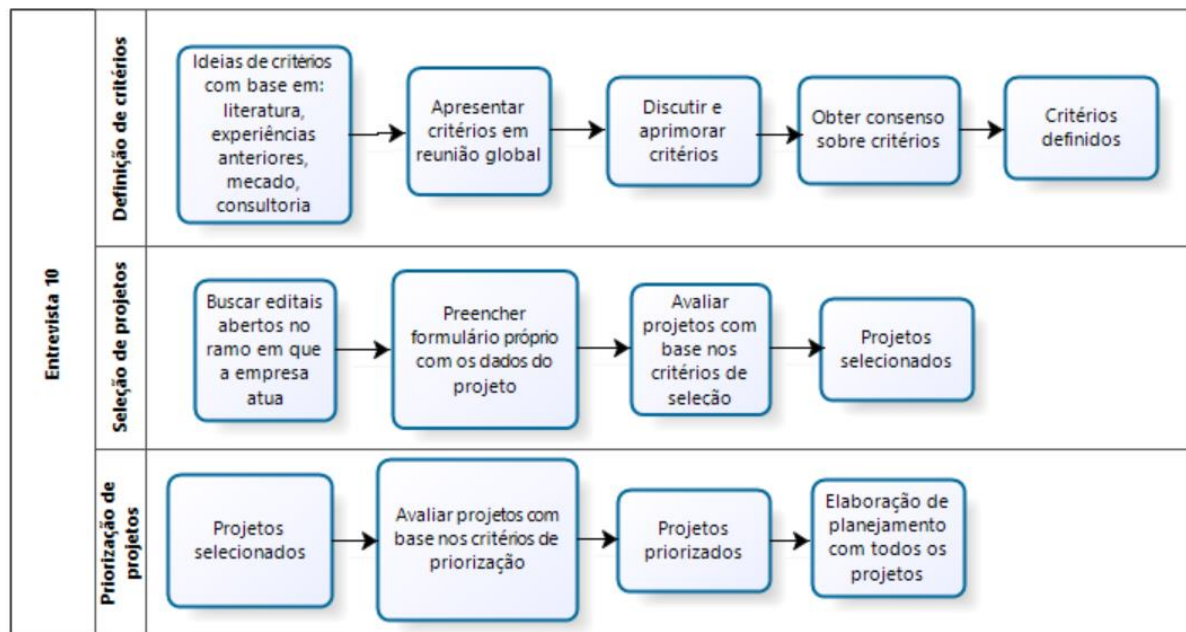 Entrevista 10
Definição de critérios
Ideias de critérios
com base em:
literatura,
experiências
anteriores,
mecado,
consultoria
Apresentar
critérios em
reunião global
Discutir e
aprimorar
critérios
Obter consenso
sobre critérios
Critérios
definidos
Seleção de projetos
Buscar editais
abertos no
ramo em que
a empresa
atua
Preencher
formulário próprio
com os dados do
projeto
Avaliar
projetos com
base nos
critérios de
seleção
Projetos
selecionados
Priorização de
projetos
Projetos
selecionados
Avaliar projetos com
base nos critérios de
priorização
Projetos
priorizados
Elaboração de
planejamento
com todos os
projetos